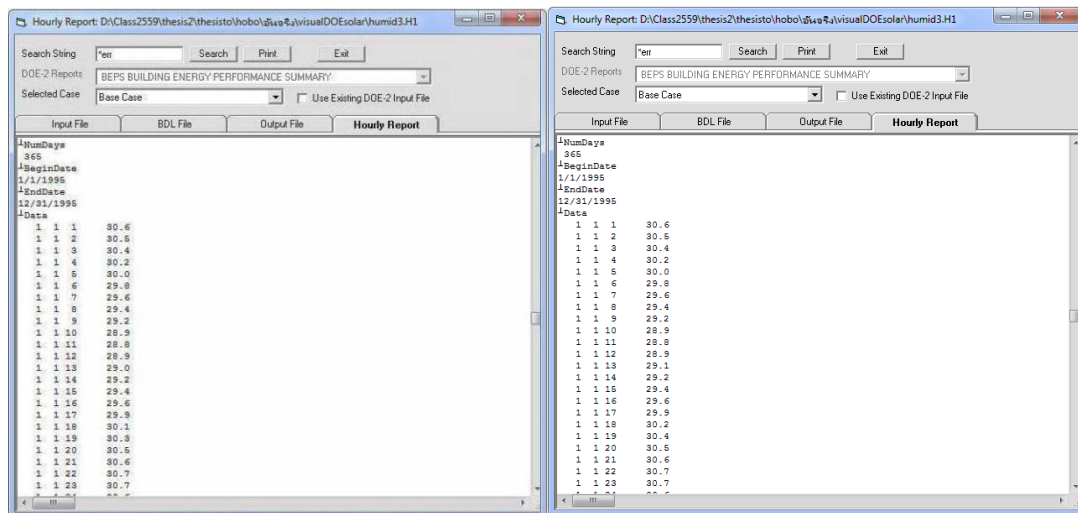 Hourly Report: D:\Class2559\thesis2\thesisto\hobo\อันจริง\visualDOEsolar\humid3.H1
Search String *err Search Print Exit
DOE-2 Reports BEPS BUILDING ENERGY PERFORMANCE SUMMARY
Selected Case Base Case Use Existing DOE-2 Input File
Input File BDL File Output File Hourly Report
┴NumDays
365
┴BeginDate
1/1/1995
┴EndDate
12/31/1995
┴Data
1 1 1 30.6
1 1 2 30.5
1 1 3 30.4
1 1 4 30.2
1 1 5 30.0
1 1 6 29.8
1 1 7 29.6
1 1 8 29.4
1 1 9 29.2
1 1 10 28.9
1 1 11 28.8
1 1 12 28.9
1 1 13 29.0
1 1 14 29.2
1 1 15 29.4
1 1 16 29.6
1 1 17 29.9
1 1 18 30.1
1 1 19 30.3
1 1 20 30.5
1 1 21 30.6
1 1 22 30.7
1 1 23 30.7
Hourly Report: D:\Class2559\thesis2\thesisto\hobo\อันจริง\visualDOEsolar\humid3.H1
Search String *err Search Print Exit
DOE-2 Reports BEPS BUILDING ENERGY PERFORMANCE SUMMARY
Selected Case Base Case Use Existing DOE-2 Input File
Input File BDL File Output File Hourly Report
┴NumDays
365
┴BeginDate
1/1/1995
┴EndDate
12/31/1995
┴Data
1 1 1 30.6
1 1 2 30.5
1 1 3 30.4
1 1 4 30.2
1 1 5 30.0
1 1 6 29.8
1 1 7 29.6
1 1 8 29.4
1 1 9 29.2
1 1 10 28.9
1 1 11 28.8
1 1 12 28.9
1 1 13 29.1
1 1 14 29.2
1 1 15 29.4
1 1 16 29.6
1 1 17 29.9
1 1 18 30.2
1 1 19 30.4
1 1 20 30.5
1 1 21 30.6
1 1 22 30.7
1 1 23 30.7